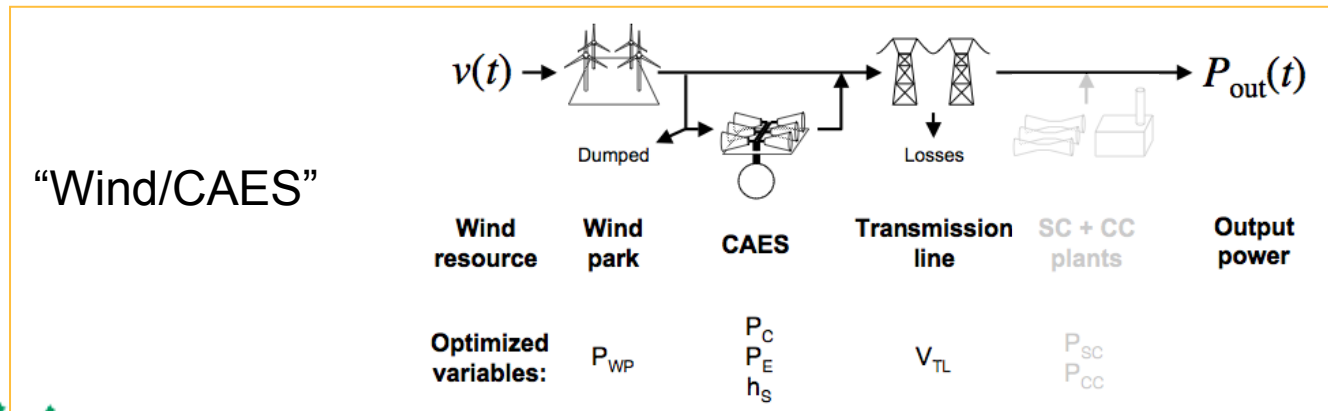 “Wind/CAES”
v(t)
P_out(t)
Dumped
Losses
Wind resource
Wind park
CAES
Transmission line
SC + CC plants
Output power
Optimized variables:
P_WP
P_C
P_E
h_S
V_TL
P_SC
P_CC